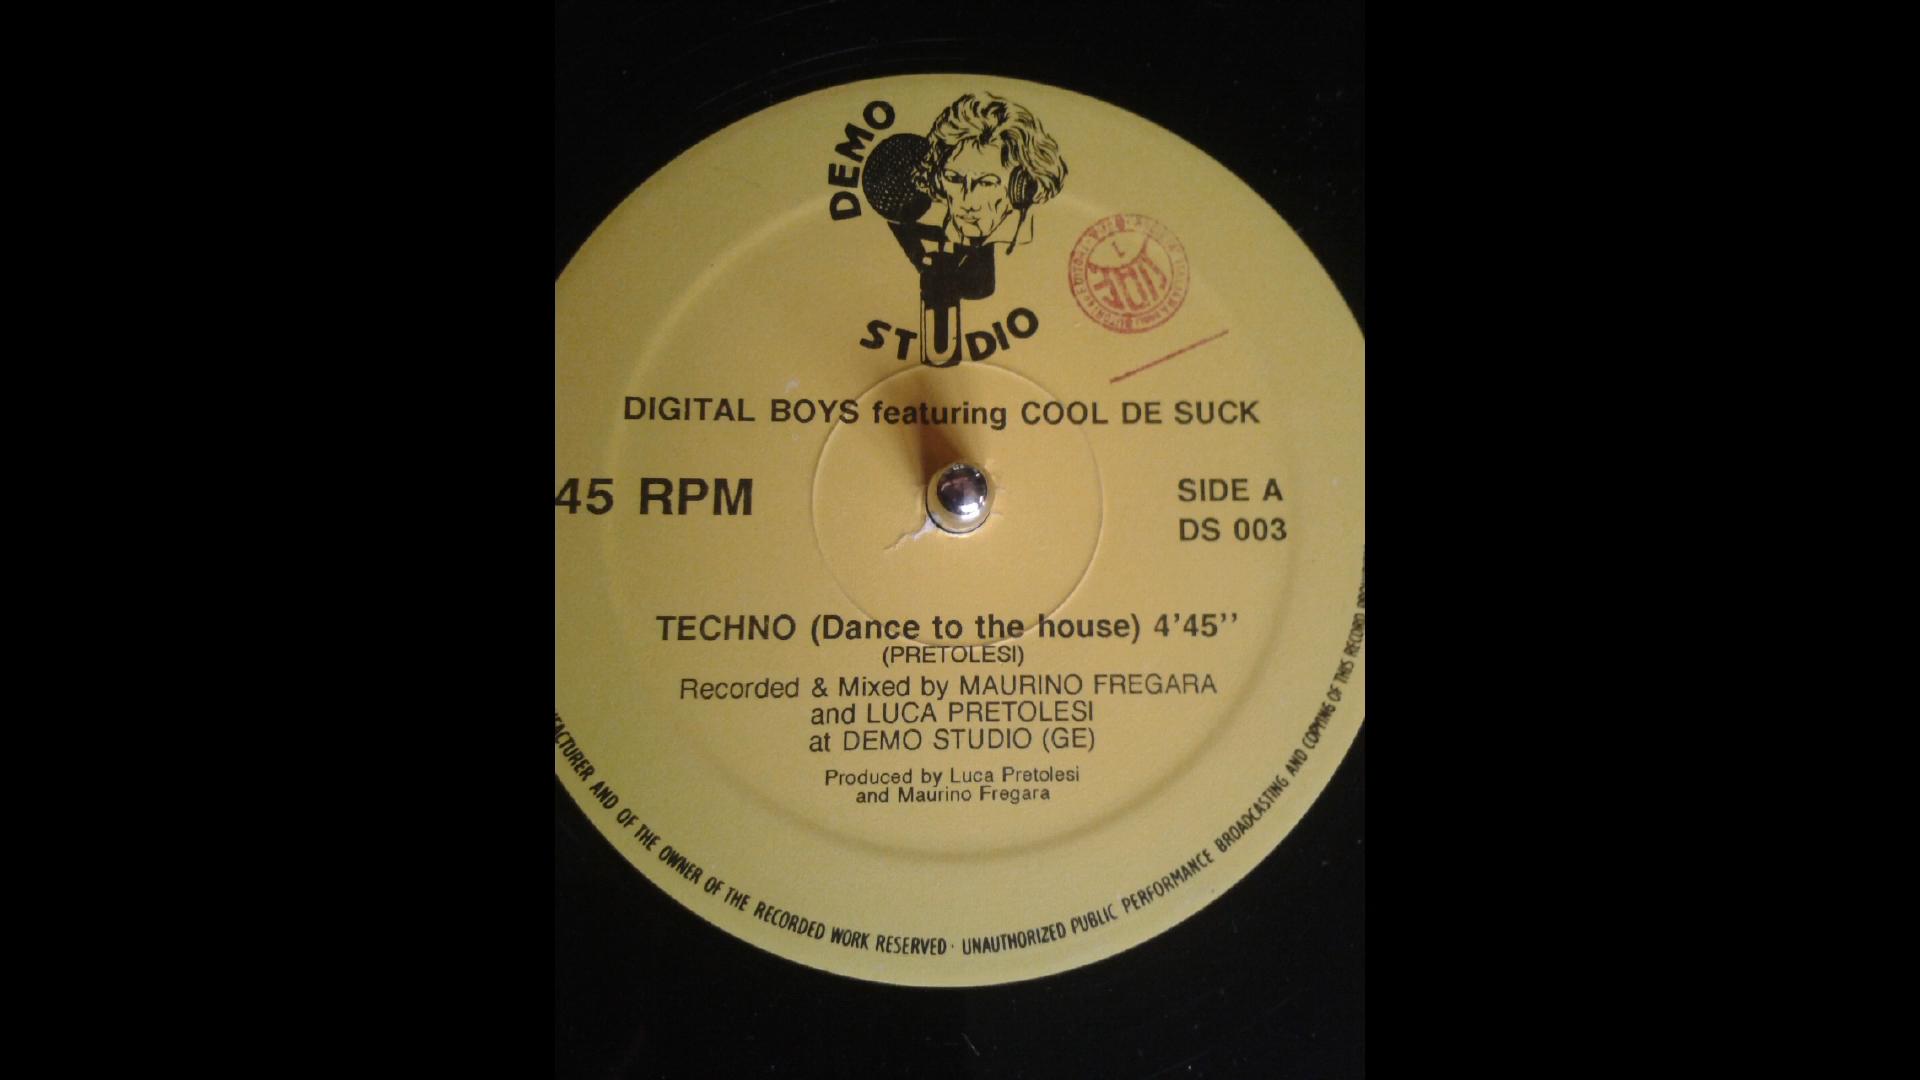 DEMO
STUDIO
DIGITAL BOYS featuring COOL DE SUCK
45 RPM
SIDE A
DS 003
TECHNO (Dance to the house) 4'45''
(PRETOLESI)
Recorded & Mixed by MAURINO FREGARA
and LUCA PRETOLESI
at DEMO STUDIO (GE)
Produced by Luca Pretolesi
and Maurino Fregara
AND OF THE OWNER OF THE RECORDED WORK RESERVED · UNAUTHORIZED PUBLIC PERFORMANCE BROADCASTING AND COPYING OF THIS RECORD